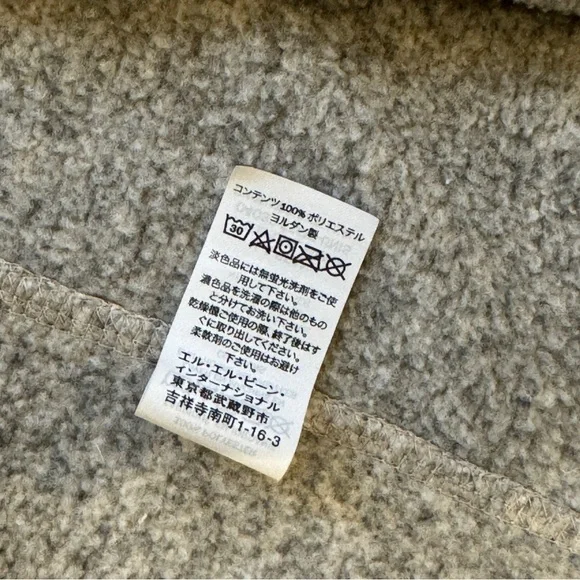 コンテンツ100% ポリエステル
ヨルダン製
30
淡色品には無蛍光洗剤をご使
用して下さい。
濃色品を洗濯の際は他のもの
と分けてお洗い下さい。
乾燥機ご使用の際、終了後はす
ぐに取り出してください。
柔軟剤のご使用はお避け
下さい。
エル・エル・ビーン・
インターナショナル
東京都武蔵野市
吉祥寺南町1-16-3